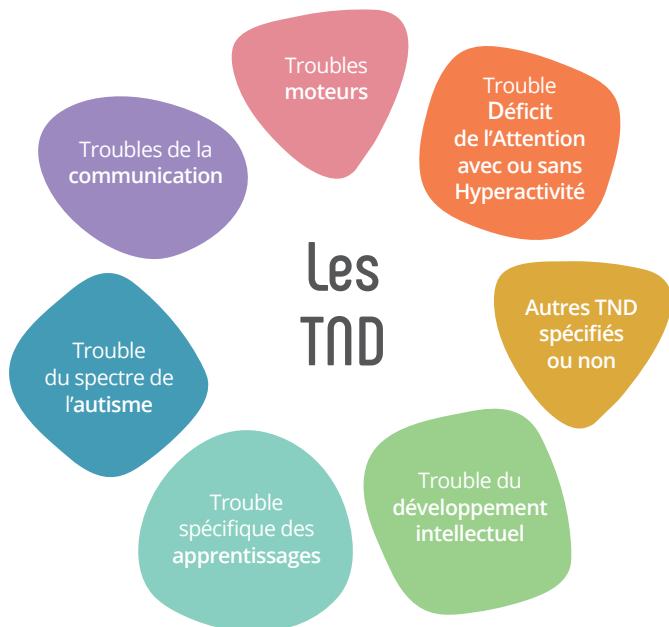 Troubles
moteurs
Trouble
Déficit
de l'Attention
avec ou sans
Hyperactivité
Troubles de la
communication
Les
TND
Autres TND
spécifiés
ou non
Trouble
du spectre de
l'autisme
Trouble du
développement
intellectuel
Trouble
spécifique des
apprentissages